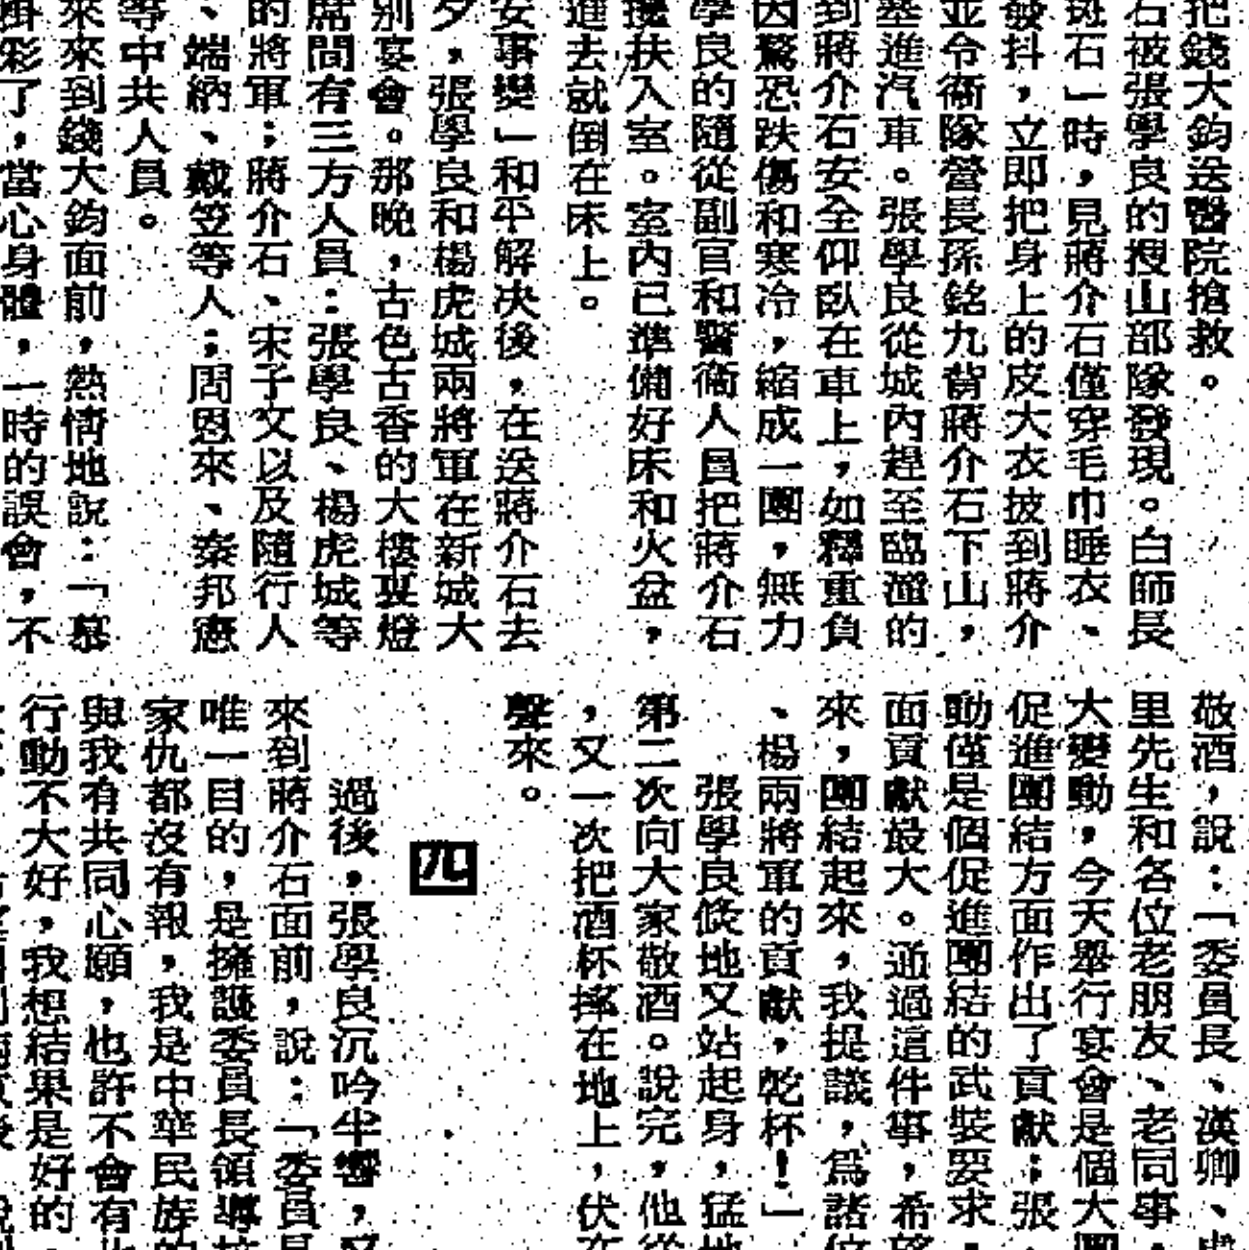 把錢大鈞送醫院搶救。
石被張學良的搜山部隊發現。白師長
斑石」時，見蔣介石僅穿毛巾睡衣、
發抖，立即把身上的皮大衣披到蔣介
並令衞隊營長孫銘九背蔣介石下山，
塞進汽車。張學良從城內趕至臨潼的
到蔣介石安全仰臥在車上，如釋重負
因驚恐跌傷和寒冷，縮成一團，無力
學良的隨從副官和警衞人員把蔣介石
攙扶入室。室內已準備好床和火盆，
進去就倒在床上。
安事變」和平解决後，在送蔣介石去
夕，張學良和楊虎城兩將軍在新城大
別宴會。那晚，古色古香的大樓裏燈
席間有三方人員：張學良、楊虎城等
的將軍；蔣介石、宋子文以及隨行人
、端納、戴笠等人；周恩來、秦邦憲
等中共人員。
來來到錢大鈞面前，熱情地說：「慕
掛彩了，當心身體，一時的誤會，不
敬酒，說：「委員長、漢卿、虎
里先生和各位老朋友、老同事，
大變動，今天舉行宴會是個大團
促進團結方面作出了貢獻；張、
動僅是個促進團結的武裝要求，
面貢獻最大。通過這件事，希望
來，團結起來，我提議，爲諸位
、楊兩將軍的貢獻，乾杯！」
張學良倐地又站起身，猛地
第二次向大家敬酒。說完，他從
，又一次把酒杯摔在地上，伏在
聲來。
九
過後，張學良沉吟半響，又
來到蔣介石面前，說：「委員長
唯一目的，是擁護委員長領導抗
家仇都沒有報，我是中華民族的
與我有共同心願，也許不會有此
行動不大好，我想結果是好的，